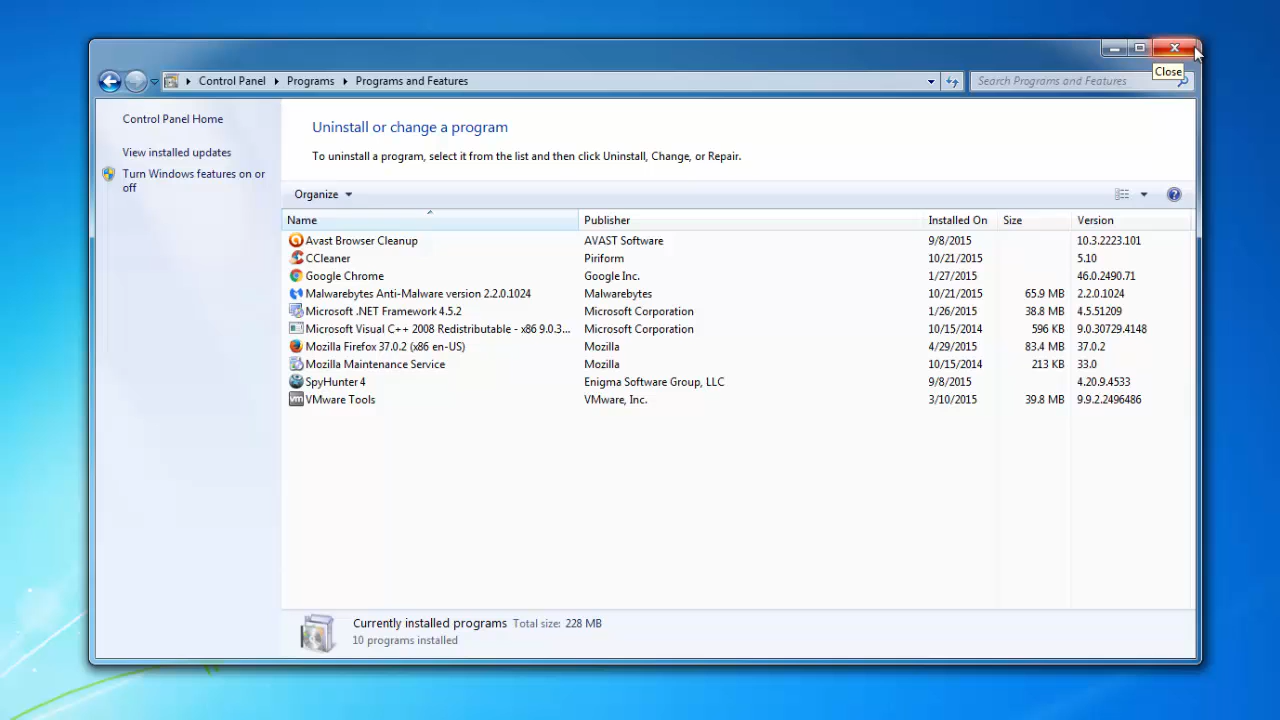 Control Panel Programs Programs and Features Search Programs and Features
Close
Control Panel Home
View installed updates
Turn Windows features on or
off
Uninstall or change a program
To uninstall a program, select it from the list and then click Uninstall, Change, or Repair.
Organize
Name Publisher Installed On Size Version
Avast Browser Cleanup AVAST Software 9/8/2015 10.3.2223.101
CCleaner Piriform 10/21/2015 5.10
Google Chrome Google Inc. 1/27/2015 46.0.2490.71
Malwarebytes Anti-Malware version 2.2.0.1024 Malwarebytes 10/21/2015 65.9 MB 2.2.0.1024
Microsoft .NET Framework 4.5.2 Microsoft Corporation 1/26/2015 38.8 MB 4.5.51209
Microsoft Visual C++ 2008 Redistributable - x86 9.0.3... Microsoft Corporation 10/15/2014 596 KB 9.0.30729.4148
Mozilla Firefox 37.0.2 (x86 en-US) Mozilla 4/29/2015 83.4 MB 37.0.2
Mozilla Maintenance Service Mozilla 10/15/2014 213 KB 33.0
SpyHunter 4 Enigma Software Group, LLC 9/8/2015 4.20.9.4533
vm VMware Tools VMware, Inc. 3/10/2015 39.8 MB 9.9.2.2496486
Currently installed programs Total size: 228 MB
10 programs installed